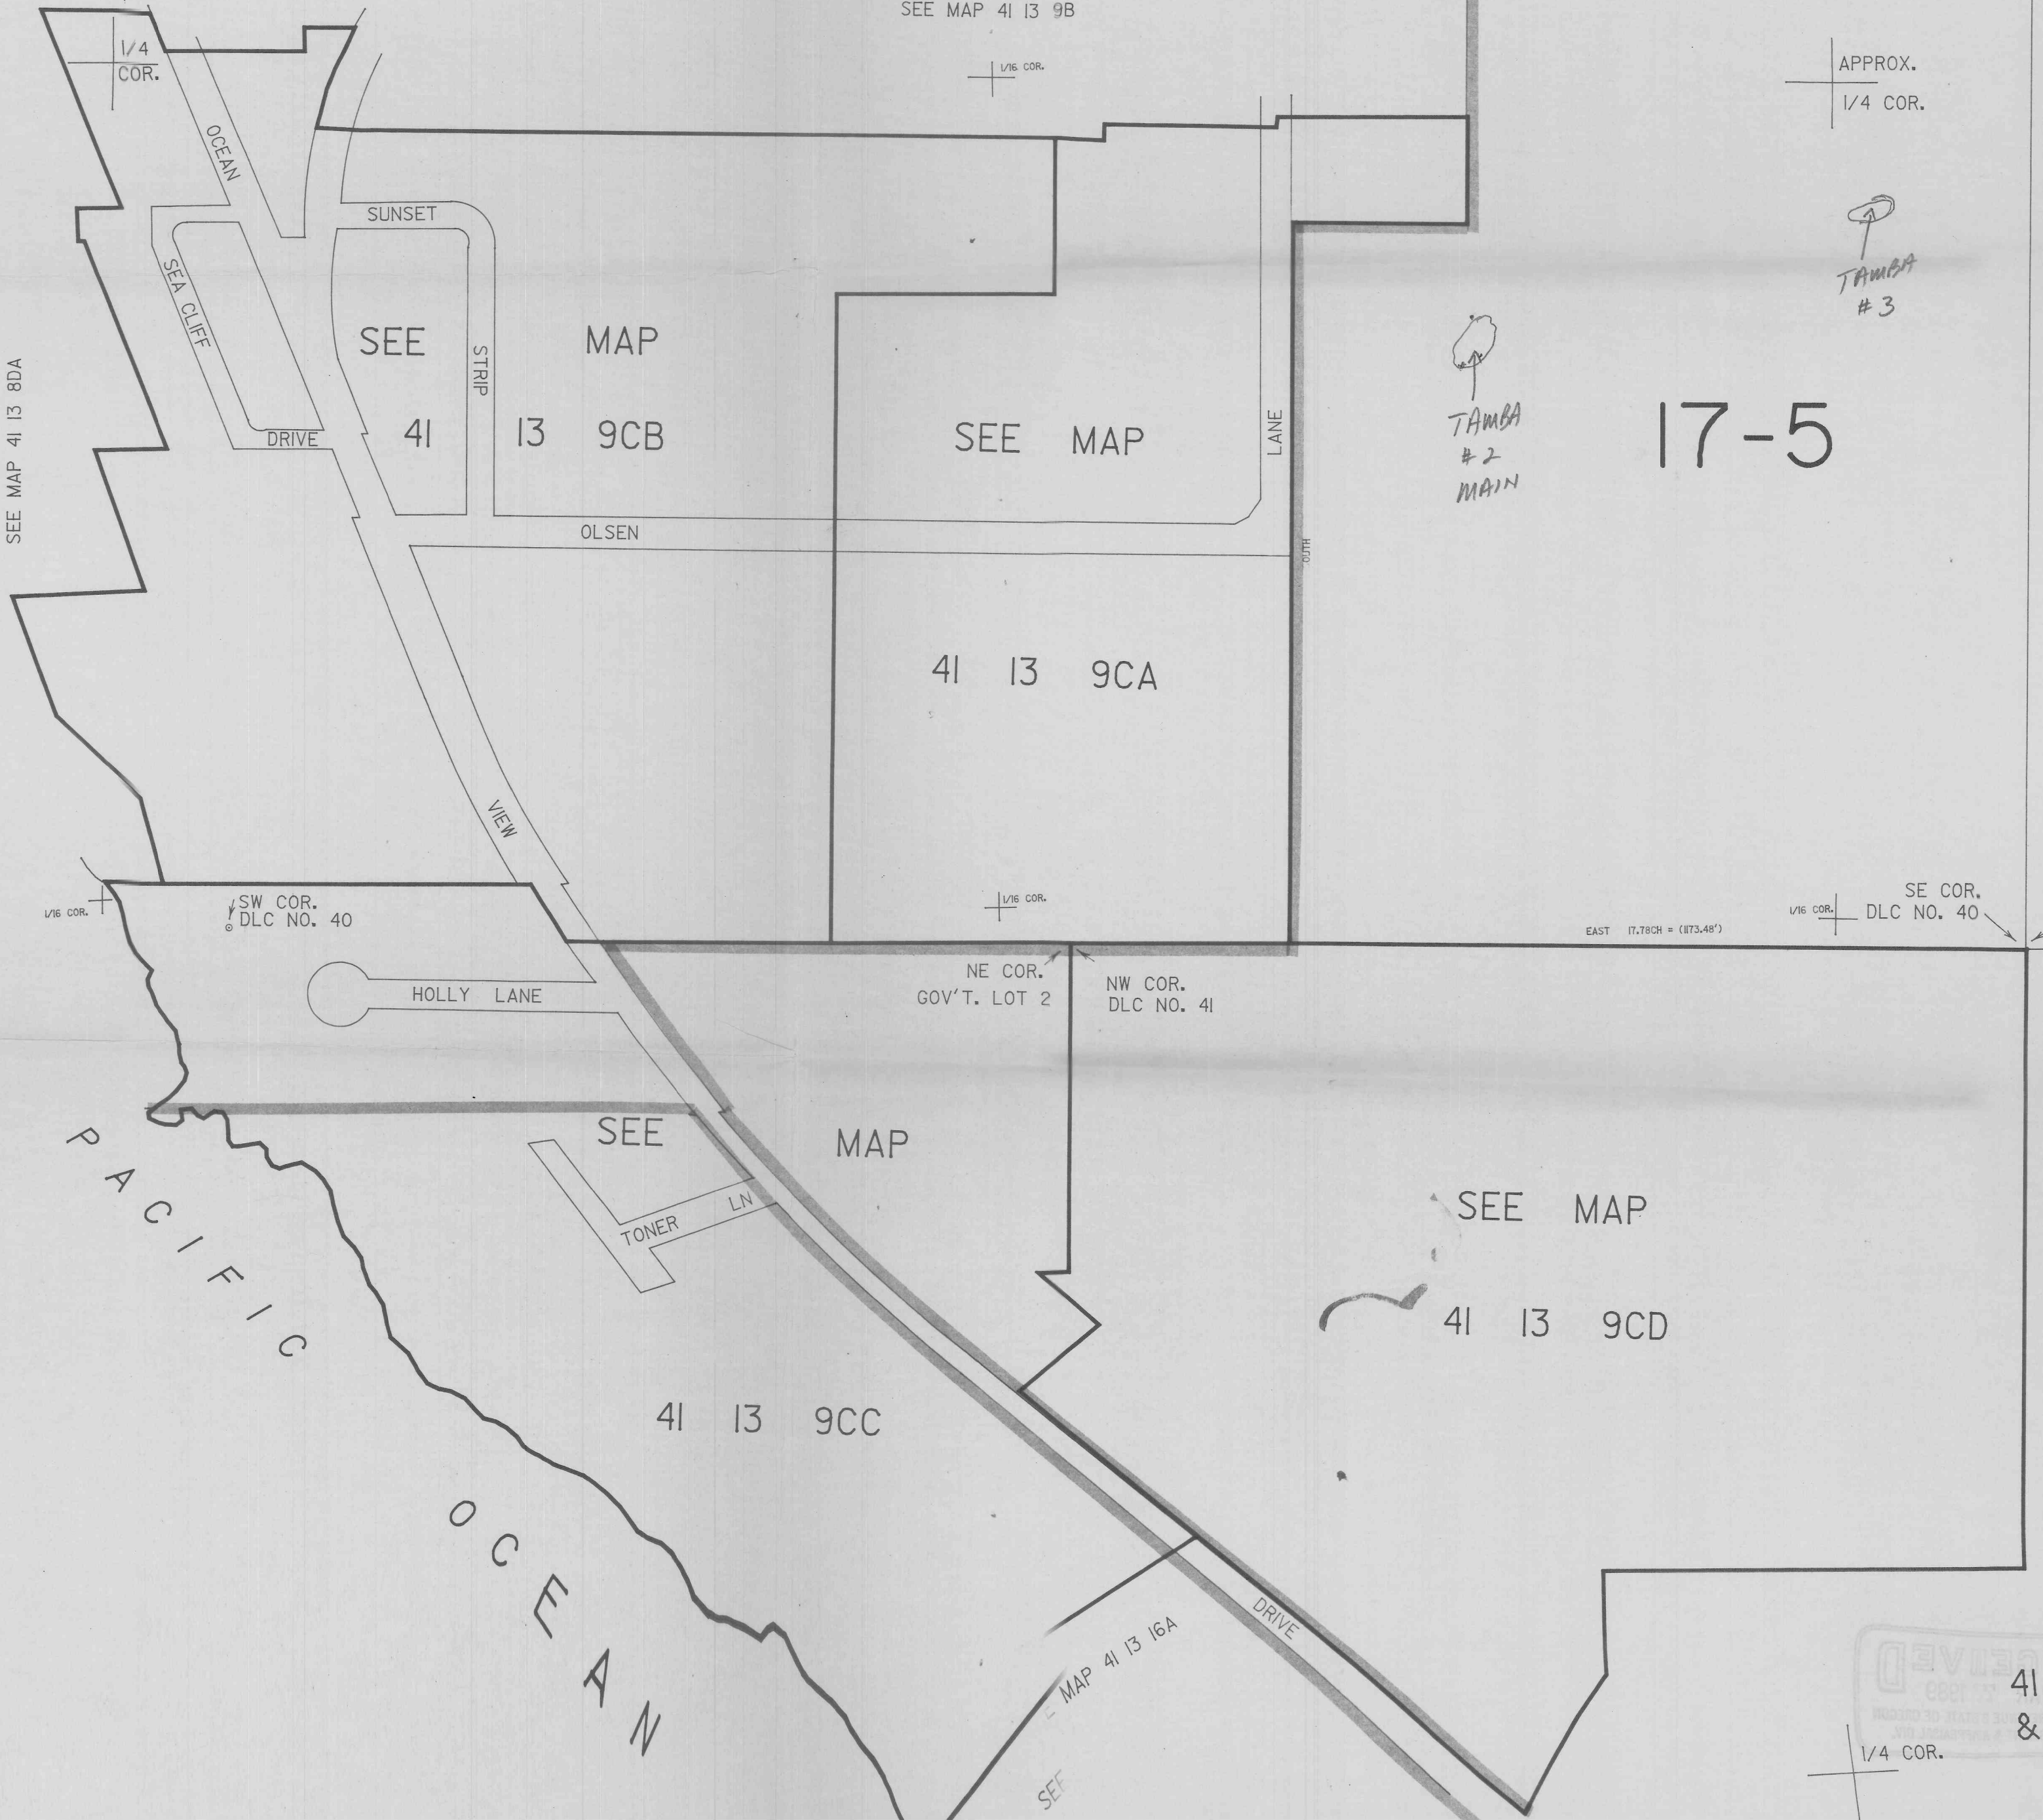 SEE MAP 41 13 9B
1/4
COR.
1/16 COR.
APPROX.
1/4 COR.
OCEAN
SUNSET
SEA CLIFF
DRIVE
STRIP
SEE MAP
41 13 9CB
SEE MAP 41 13 8DA
SEE MAP
41 13 9CA
LANE
OLSEN
TAMBA
# 3
TAMBA
# 2
MAIN
17-5
VIEW
1/16 COR.
SW COR.
DLC NO. 40
1/16 COR.
EAST 17.78CH = (1173.48')
1/16 COR.
SE COR.
DLC NO. 40
HOLLY LANE
NE COR.
GOV'T. LOT 2
NW COR.
DLC NO. 41
SEE MAP
41 13 9CC
TONER LN
SEE MAP
41 13 9CD
PACIFIC
OCEAN
DRIVE
MAP 41 13 16A
41
&
1/4 COR.